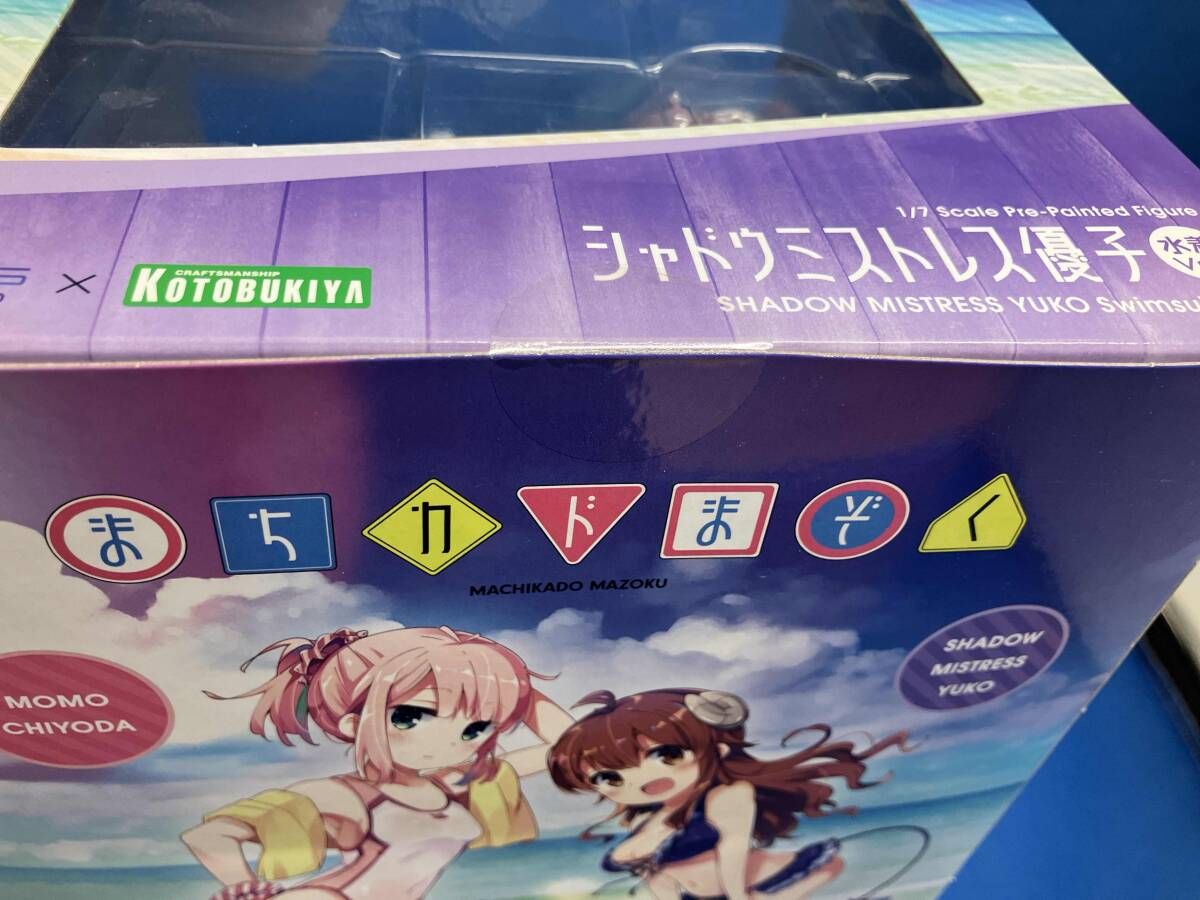 1/7 Scale Pre-Painted Figure
シャドウミストレス優子
SHADOW MISTRESS YUKO
×
CRAFTSMANSHIP
KOTOBUKIYA
まちカドまぞく
MACHIKADO MAZOKU
SHADOW
MISTRESS
YUKO
MOMO
CHIYODA